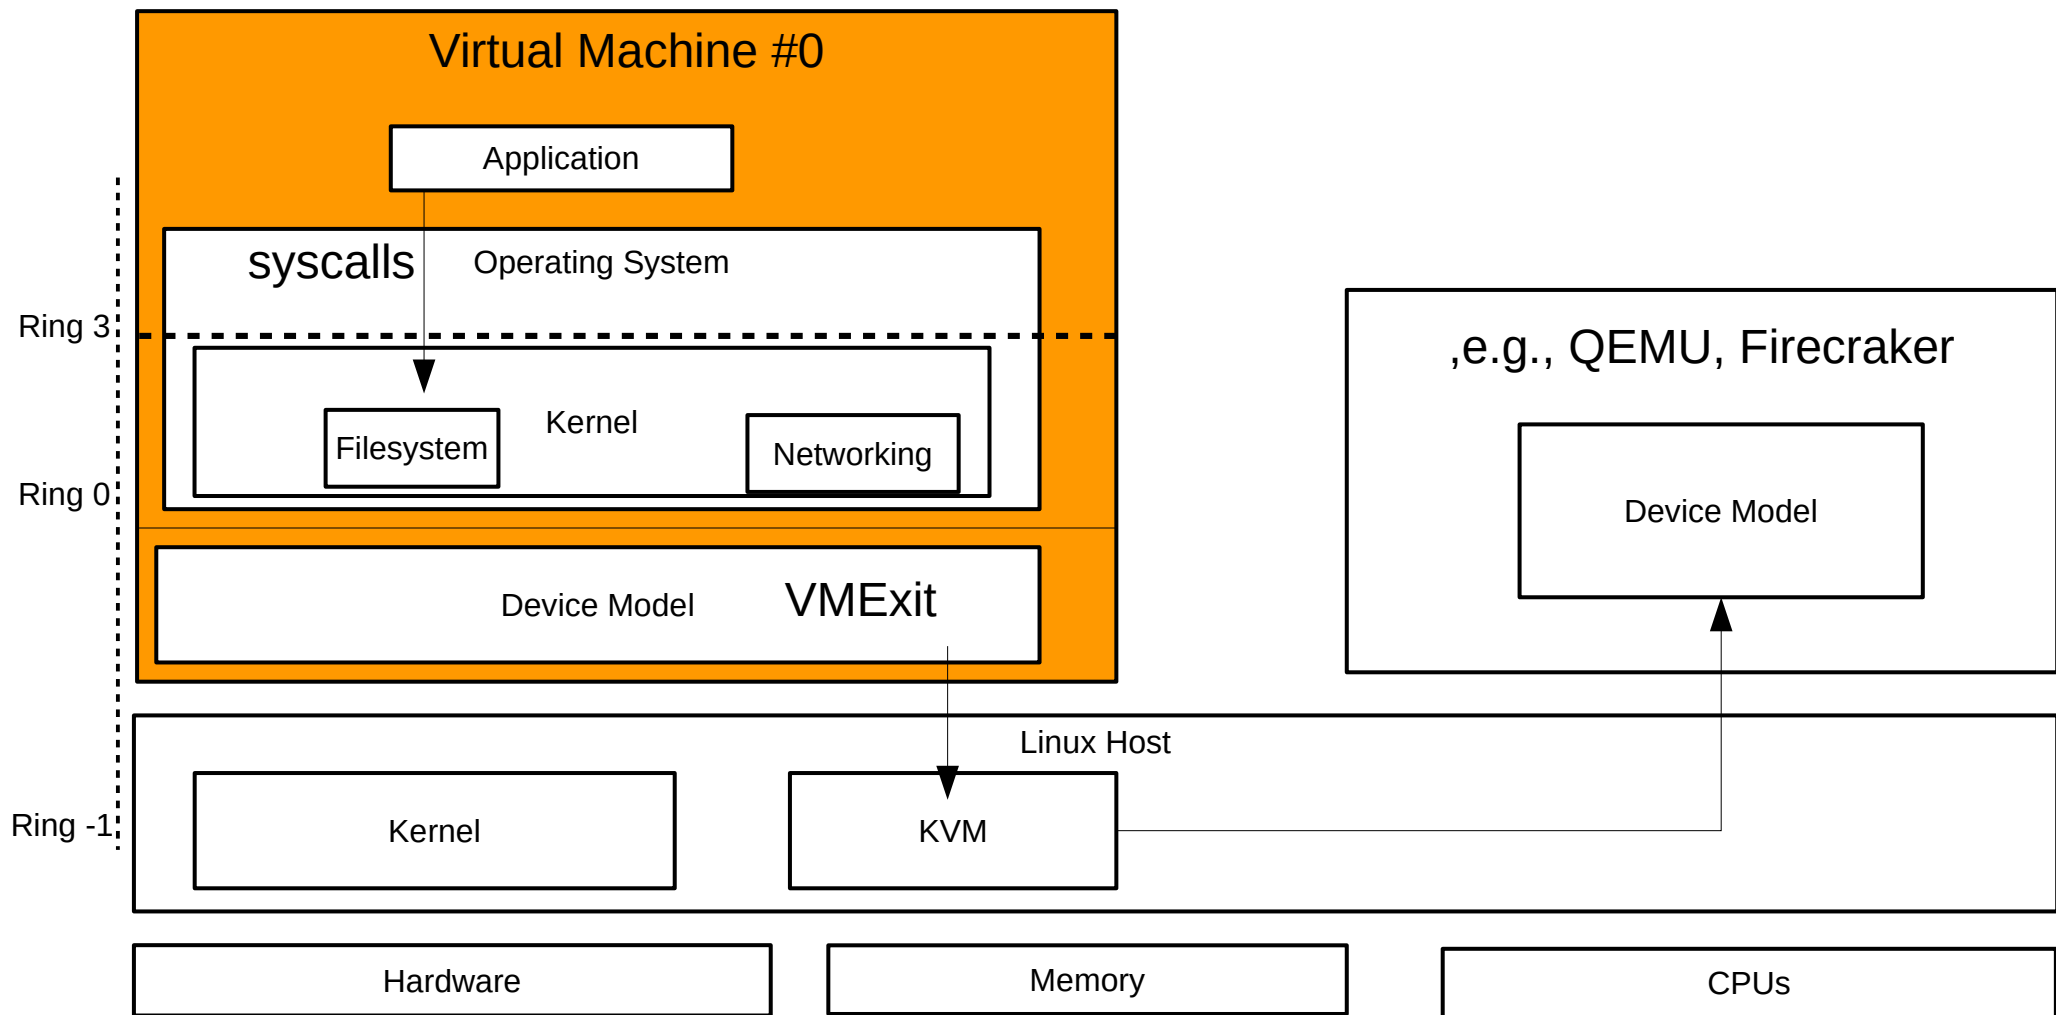 Virtual Machine #0
Application
syscalls
Operating System
Ring 3
,e.g., QEMU, Firecraker
Kernel
Filesystem
Networking
Ring 0
Device Model
Device Model
VMExit
Linux Host
Ring -1
Kernel
KVM
Hardware
Memory
CPUs